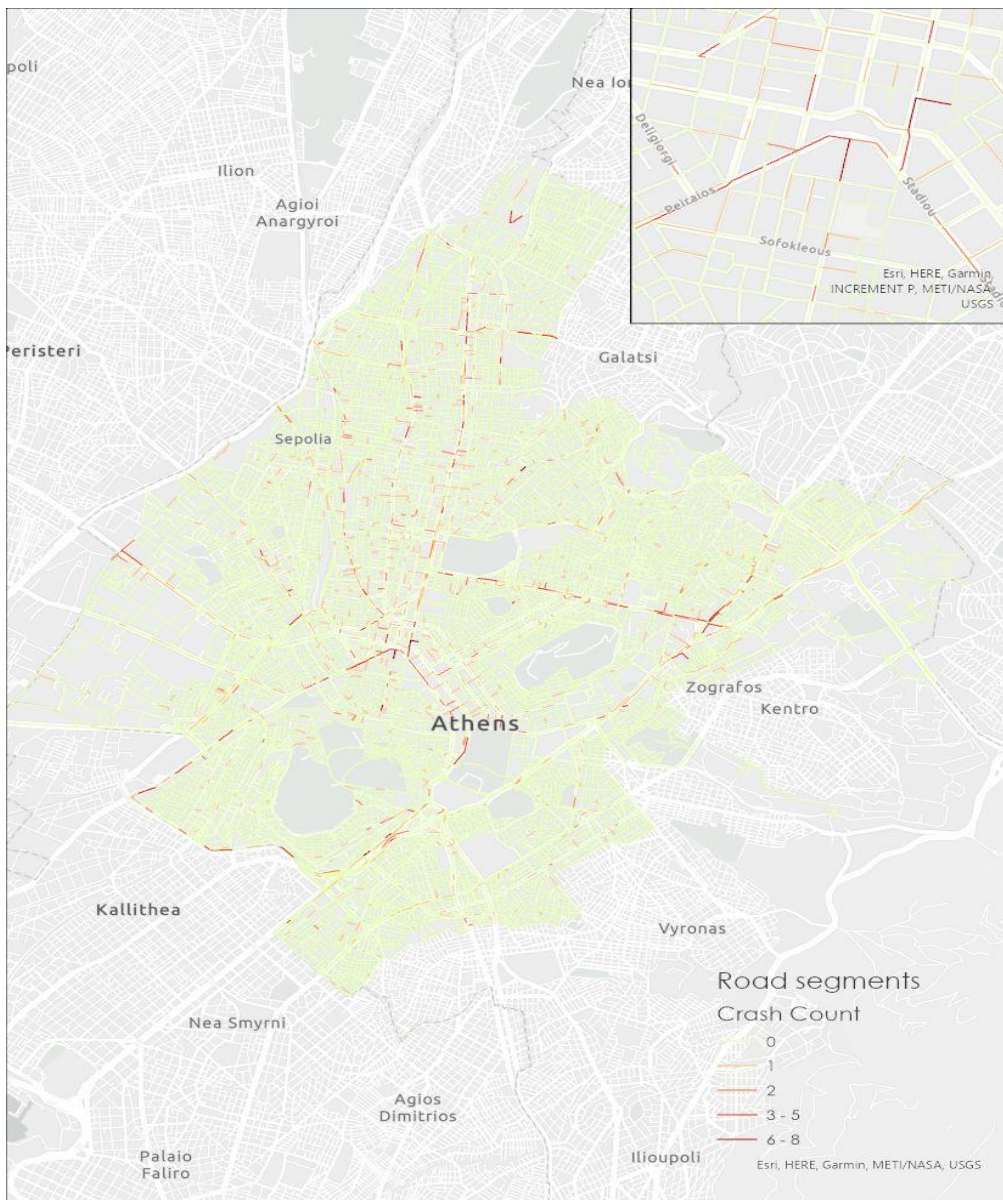 poli
Nea Ion
Deligiorgi
Peiraios
Stadiou
Sofokleous
Stadi
Esri, HERE, Garmin,
INCREMENT P, METI/NASA,
USGS
Ilion
Agioi
Anargyroi
Peristeri
Galatsi
Sepolia
Zografos
Kentro
Athens
Kallithea
Vyronas
Nea Smyrni
Agios
Dimitrios
Palaio
Faliro
Ilioupoli
Road segments
Crash Count
0
1
2
3 - 5
6 - 8
Esri, HERE, Garmin, METI/NASA, USGS